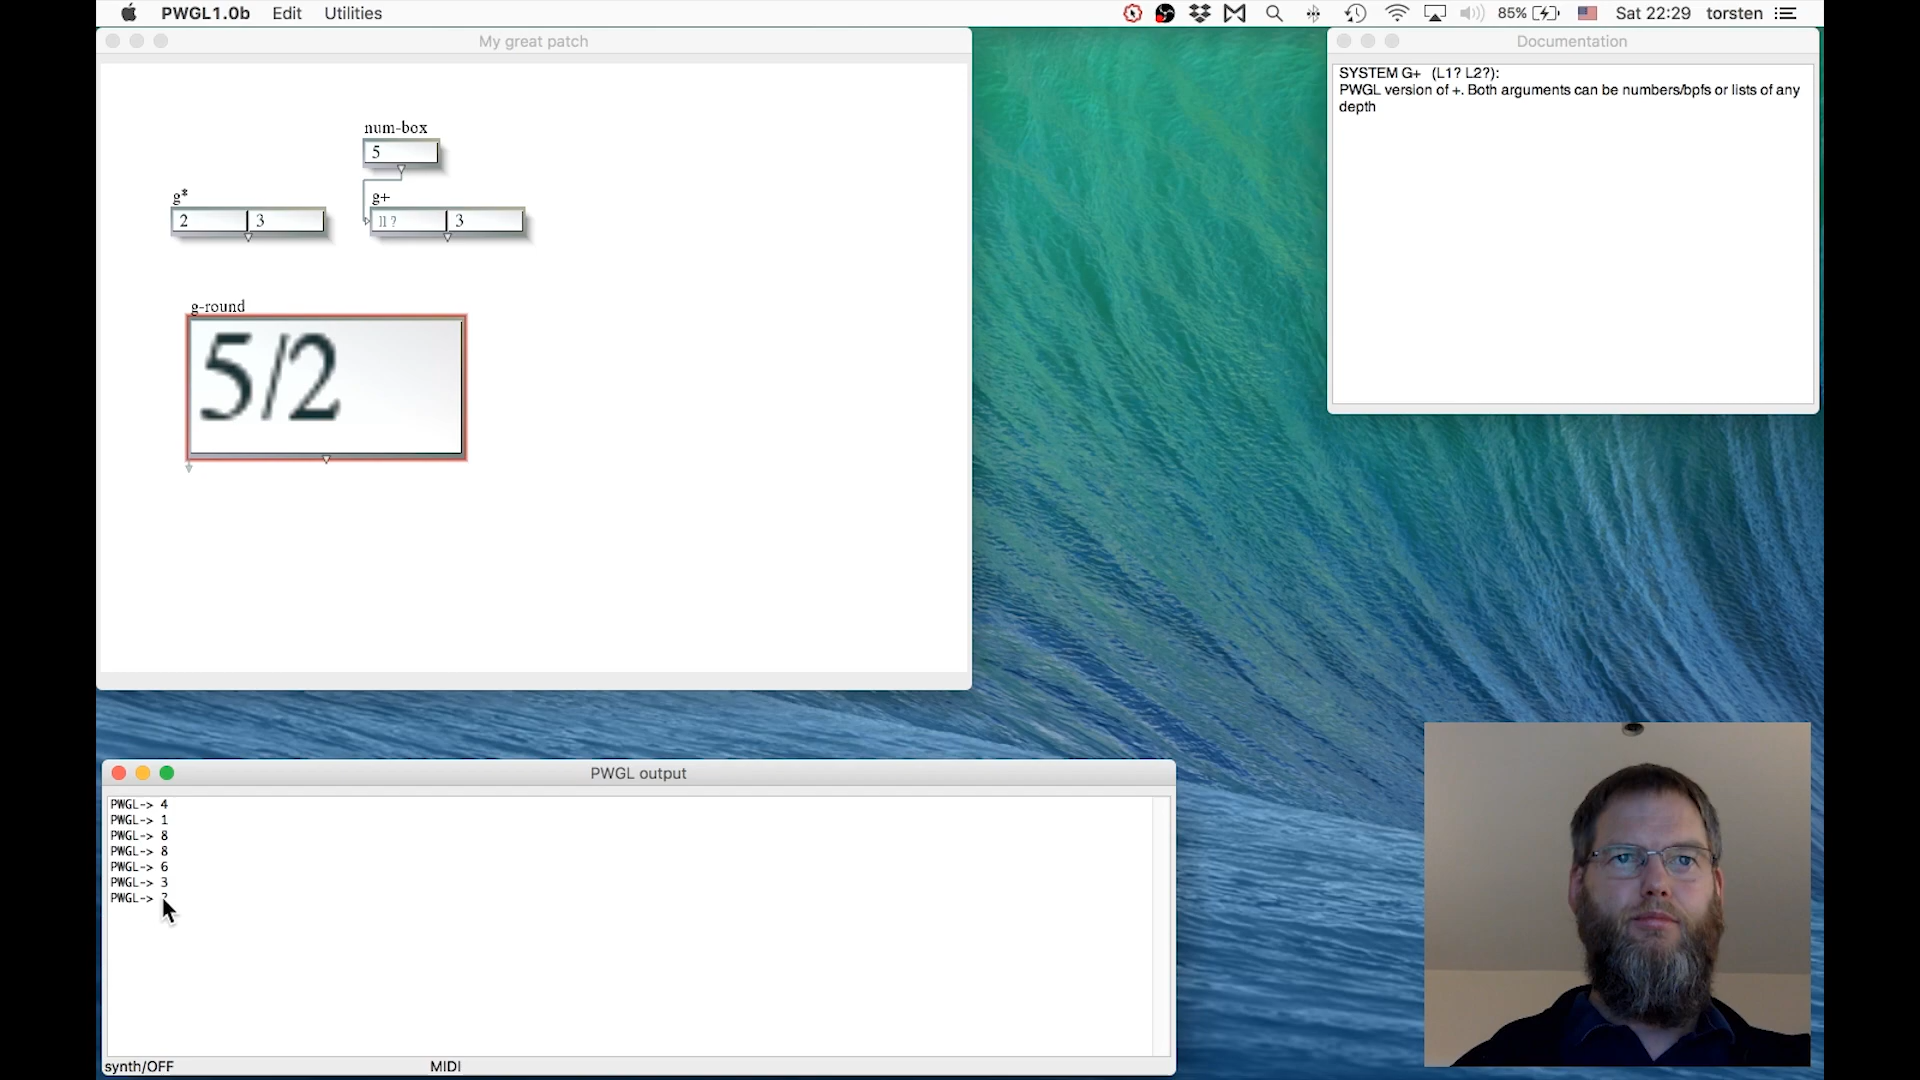 PWGL1.0b Edit Utilities 85% Sat 22:29 torsten
My great patch
num-box
5
g*
2 3
g+
l1 ? 3
g-round
5/2
Documentation
SYSTEM G+ (L1? L2?):
PWGL version of +. Both arguments can be numbers/bpfs or lists of any
depth
PWGL output
PWGL-> 4
PWGL-> 1
PWGL-> 8
PWGL-> 8
PWGL-> 6
PWGL-> 3
PWGL->
synth/OFF MIDI